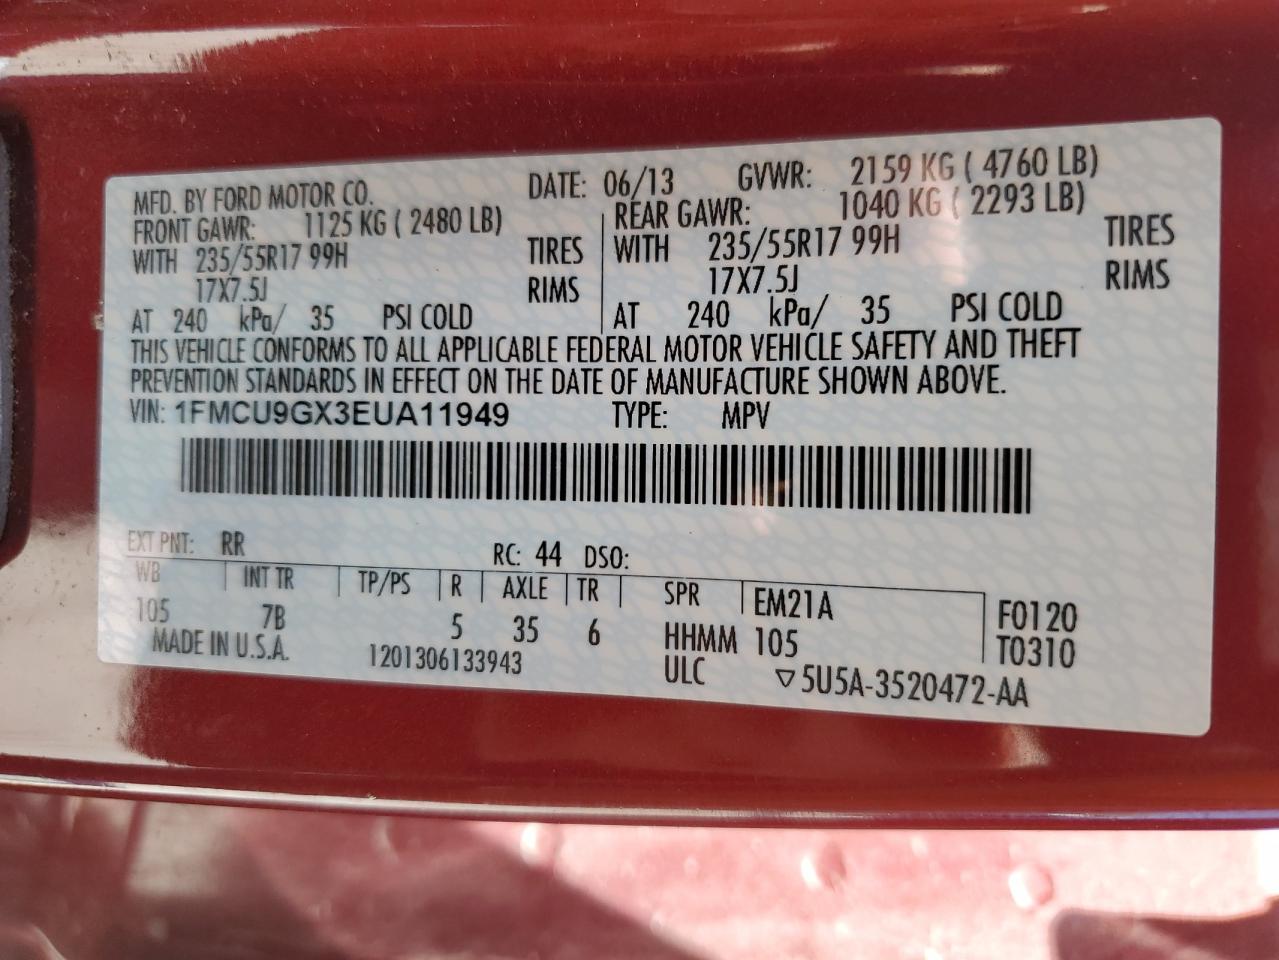 MFD. BY FORD MOTOR CO. DATE: 06/13 GVWR: 2159 KG ( 4760 LB)
FRONT GAWR: 1125 KG ( 2480 LB) REAR GAWR: 1040 KG ( 2293 LB)
WITH 235/55R17 99H TIRES WITH 235/55R17 99H TIRES
17X7.5J RIMS 17X7.5J RIMS
AT 240 kPa/ 35 PSI COLD AT 240 kPa/ 35 PSI COLD
THIS VEHICLE CONFORMS TO ALL APPLICABLE FEDERAL MOTOR VEHICLE SAFETY AND THEFT
PREVENTION STANDARDS IN EFFECT ON THE DATE OF MANUFACTURE SHOWN ABOVE.
VIN: 1FMCU9GX3EUA11949 TYPE: MPV
EXT PNT: RR RC: 44 DSO:
WB INT TR TP/PS R AXLE TR SPR EM21A F0120
105 7B 5 35 6 HHMM 105 T0310
MADE IN U.S.A. 1201306133943 ULC ▽5U5A-3520472-AA